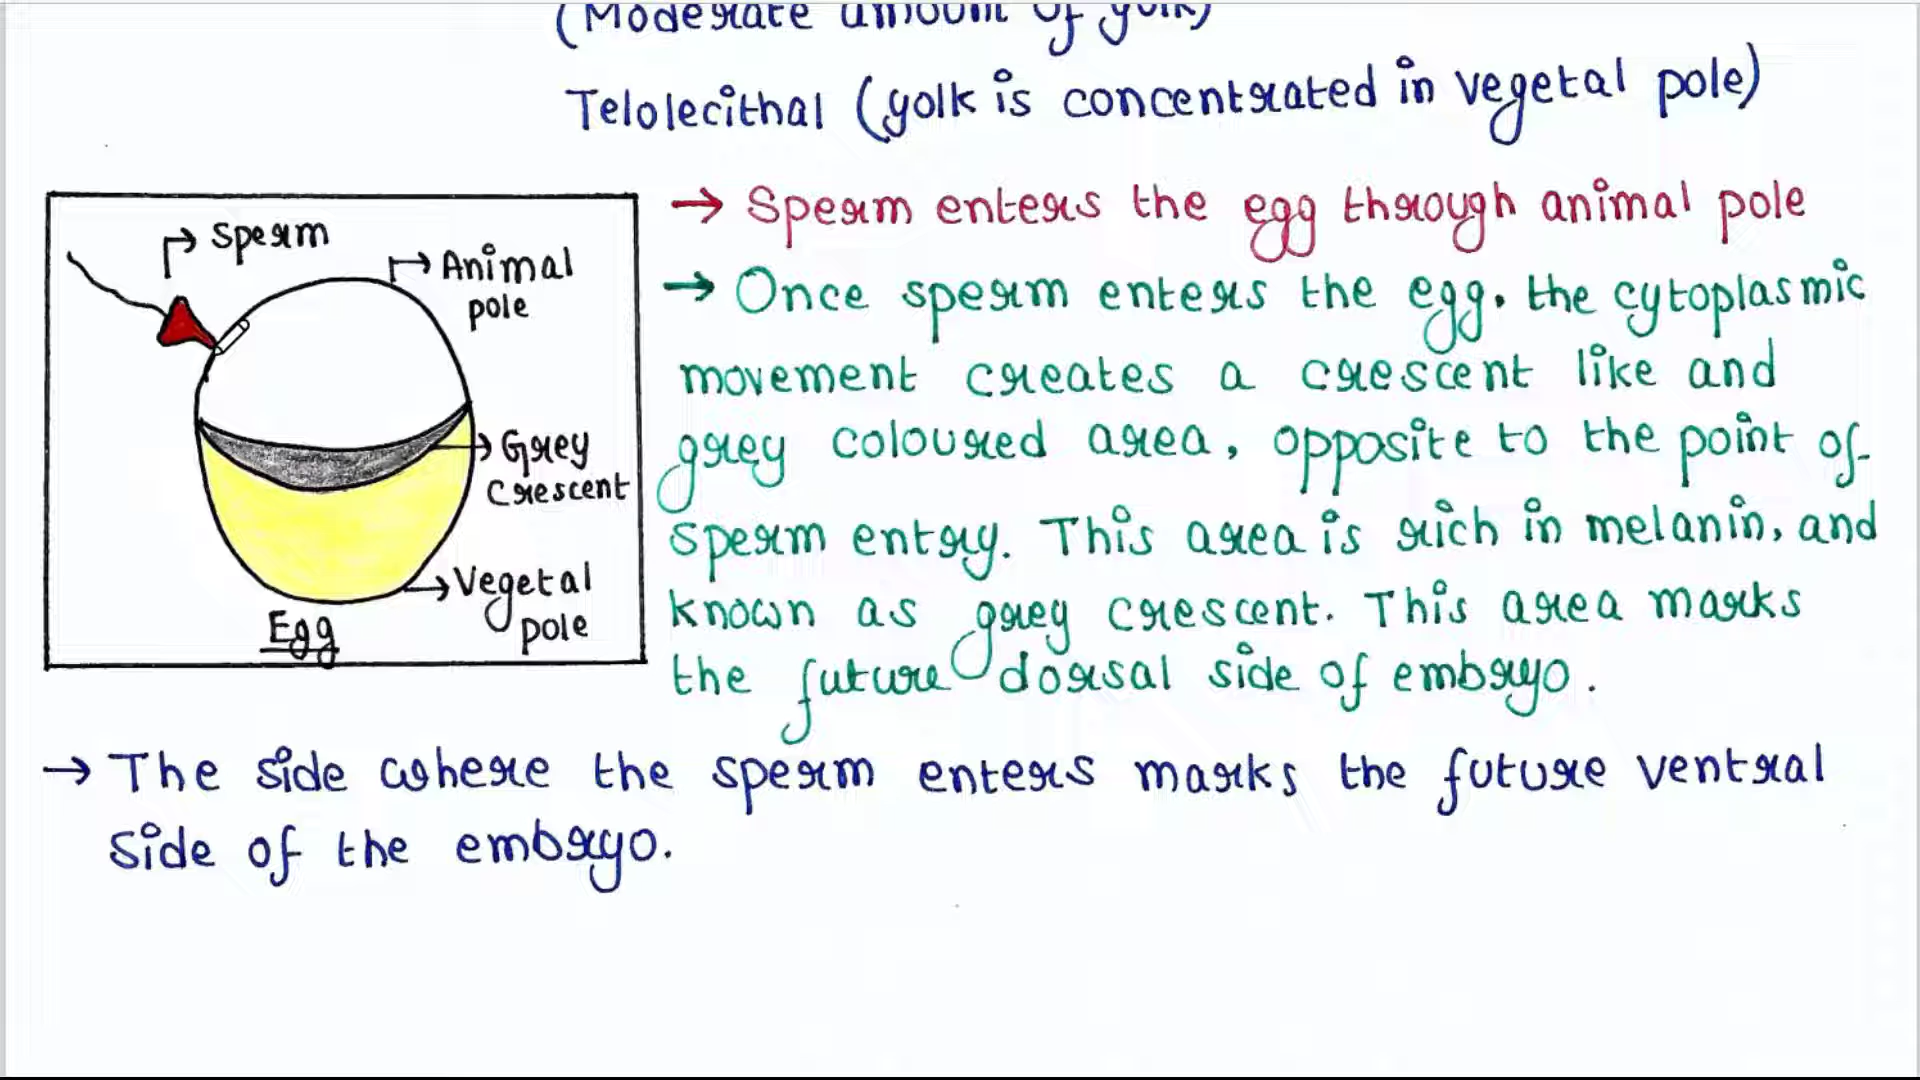 (Moderate amount of yolk)
Telolecithal (yolk is concentrated in vegetal pole)
Sperm
Animal
pole
Grey
crescent
Vegetal
pole
Egg
→ Sperm enters the egg through animal pole
→ Once sperm enters the egg, the cytoplasmic
movement creates a crescent like and
grey coloured area, opposite to the point of
sperm entry. This area is rich in melanin, and
known as grey crescent. This area marks
the future dorsal side of embryo.
→ The side where the sperm enters marks the future ventral
side of the embryo.